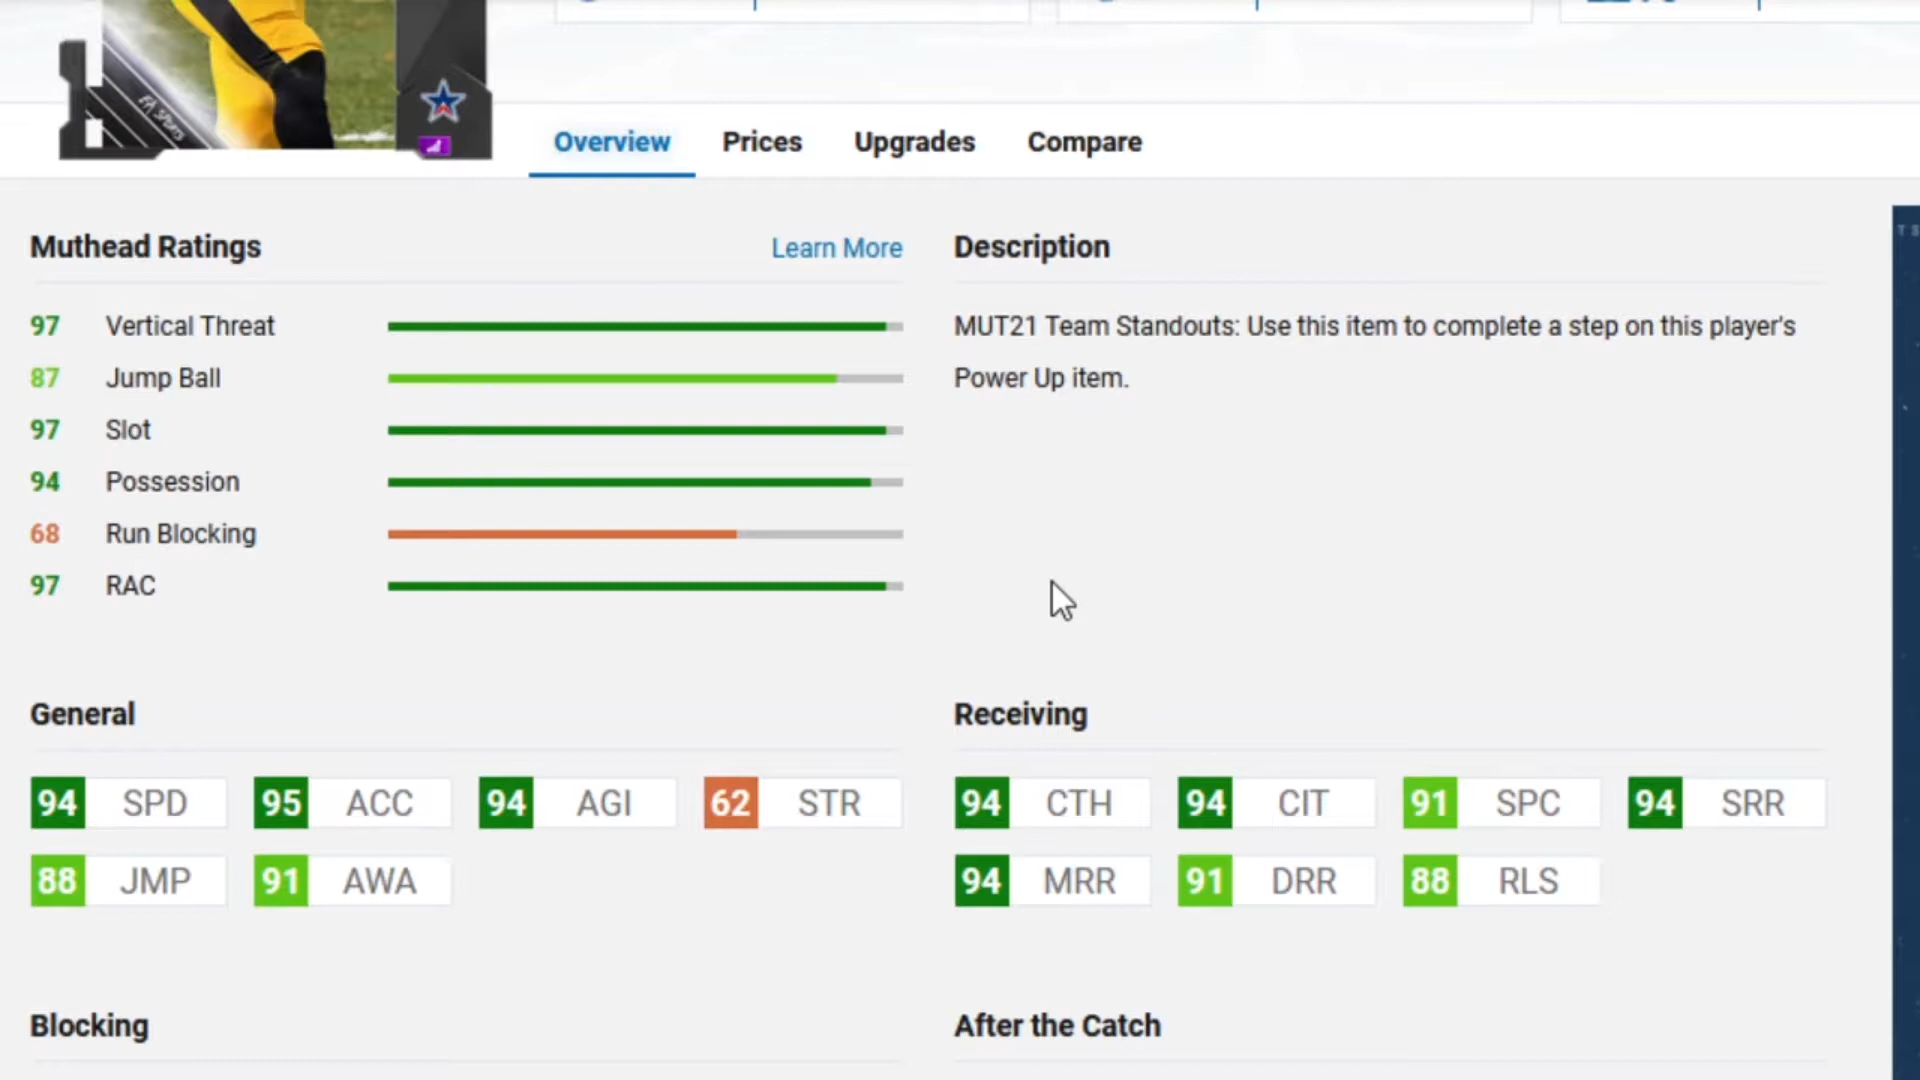 EA SPORTS
Overview Prices Upgrades Compare
Muthead Ratings Learn More
97 Vertical Threat
87 Jump Ball
97 Slot
94 Possession
68 Run Blocking
97 RAC
Description
MUT21 Team Standouts: Use this item to complete a step on this player's
Power Up item.
General
94 SPD 95 ACC 94 AGI 62 STR
88 JMP 91 AWA
Receiving
94 CTH 94 CIT 91 SPC 94 SRR
94 MRR 91 DRR 88 RLS
Blocking
After the Catch